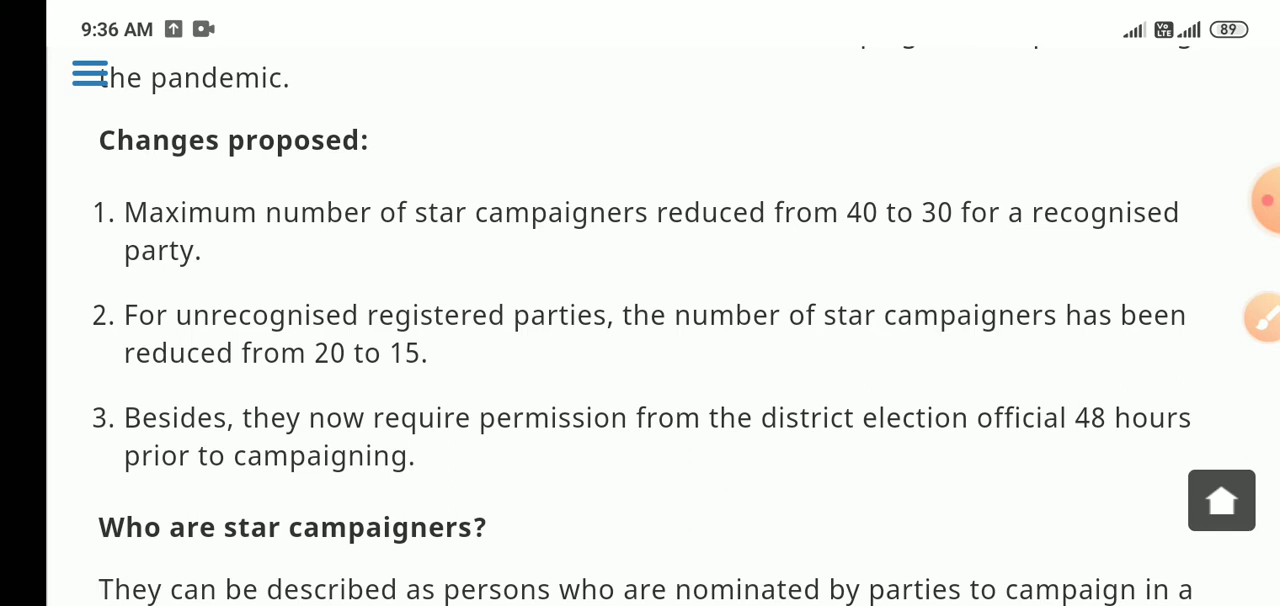 9:36 AM
Vo LTE
89
the pandemic.
Changes proposed:
1. Maximum number of star campaigners reduced from 40 to 30 for a recognised
party.
2. For unrecognised registered parties, the number of star campaigners has been
reduced from 20 to 15.
3. Besides, they now require permission from the district election official 48 hours
prior to campaigning.
Who are star campaigners?
They can be described as persons who are nominated by parties to campaign in a